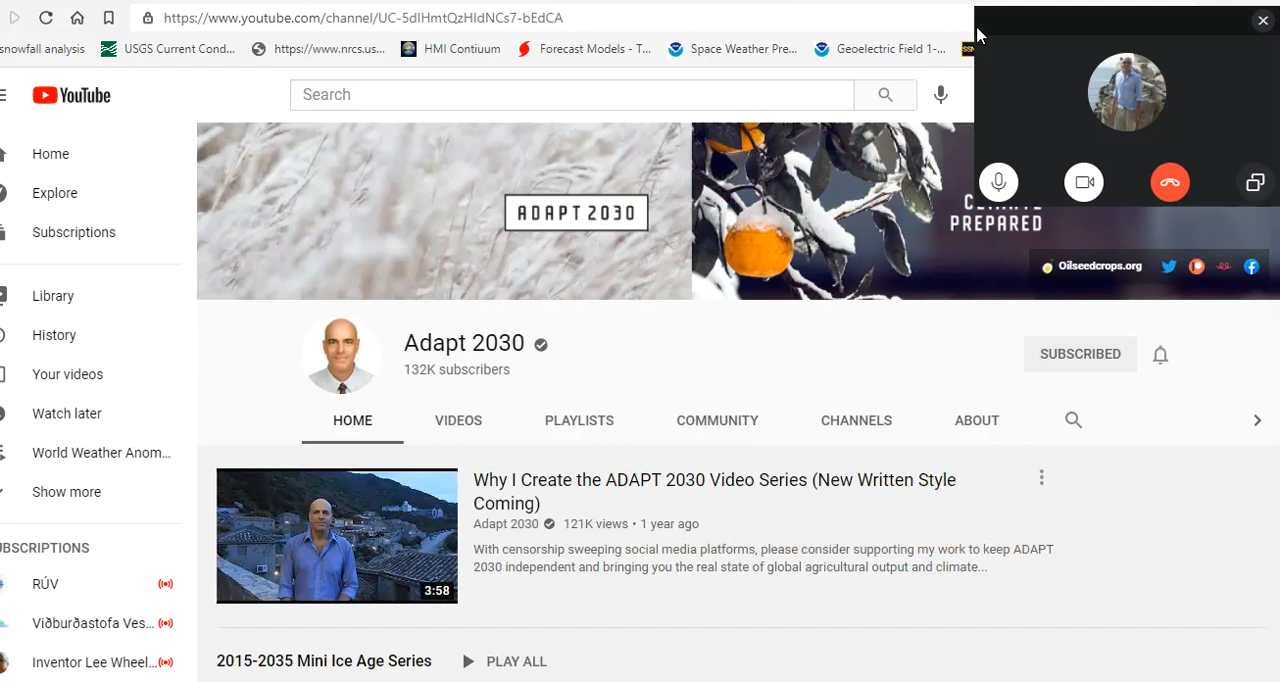 https://www.youtube.com/channel/UC-5dIHmtQzHIdNCs7-bEdCA
snowfall analysis
USGS Current Cond...
https://www.nrcs.us...
HMI Contiuum
Forecast Models - T...
Space Weather Pre...
Geoelectric Field 1-...
YouTube
Search
Home
Explore
Subscriptions
Library
History
Your videos
Watch later
World Weather Anom...
Show more
UBSCRIPTIONS
RÚV
Viðburðastofa Ves...
Inventor Lee Wheel...
ADAPT 2030
PREPARED
Oilseedcrops.org
Adapt 2030
132K subscribers
SUBSCRIBED
HOME
VIDEOS
PLAYLISTS
COMMUNITY
CHANNELS
ABOUT
3:58
Why I Create the ADAPT 2030 Video Series (New Written Style
Coming)
Adapt 2030 121K views • 1 year ago
With censorship sweeping social media platforms, please consider supporting my work to keep ADAPT
2030 independent and bringing you the real state of global agricultural output and climate...
2015-2035 Mini Ice Age Series
PLAY ALL